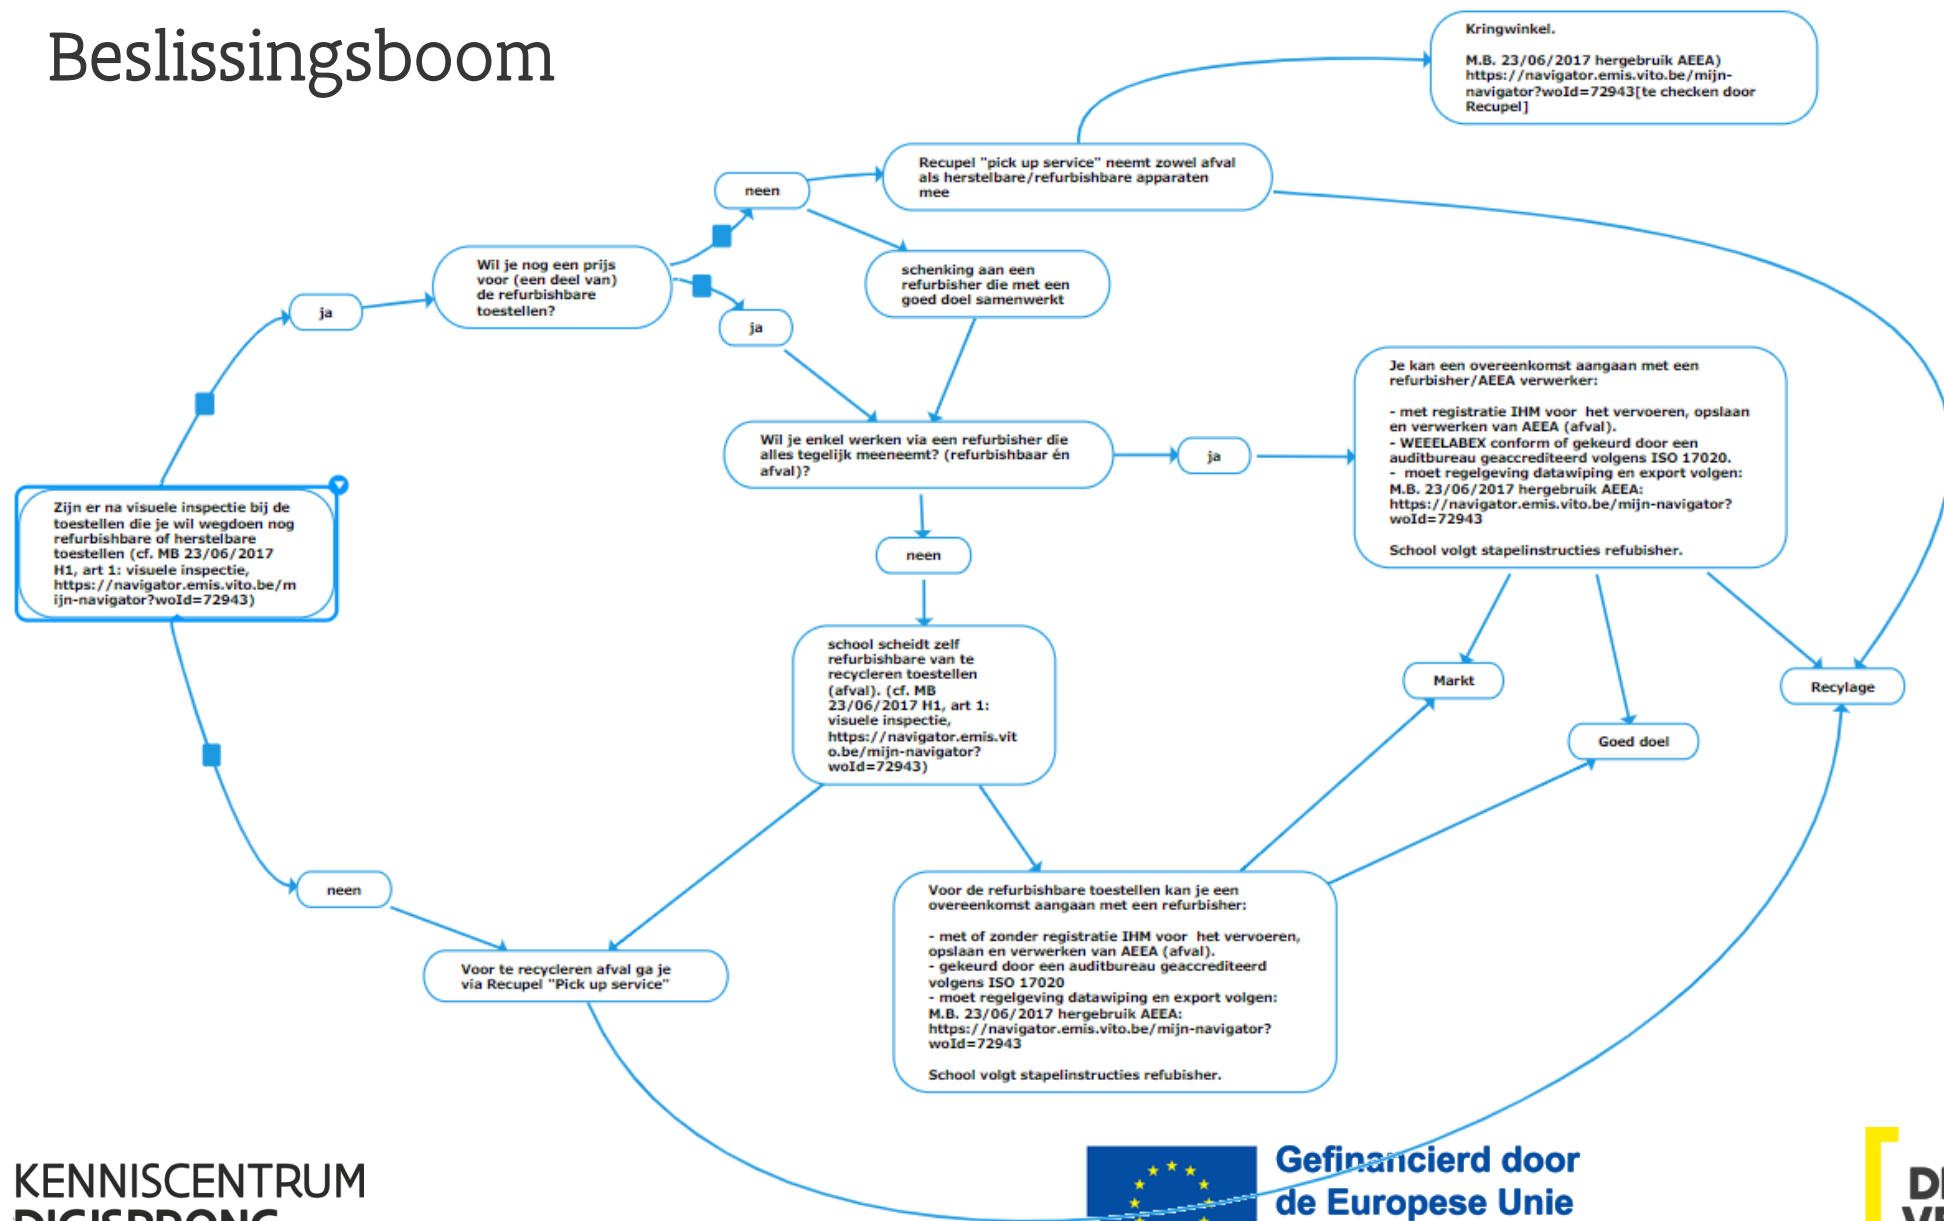 Beslissingsboom
Kringwinkel.
M.B. 23/06/2017 hergebruik AEEA)
https://navigator.emis.vito.be/mijn-
navigator?woId=72943[te checken door
Recupel]
Recupel "pick up service" neemt zowel afval
als herstelbare/refurbishbare apparaten
mee
neen
Wil je nog een prijs
voor (een deel van)
de refurbishbare
toestellen?
schenking aan een
refurbisher die met een
goed doel samenwerkt
ja
ja
Wil je enkel werken via een refurbisher die
alles tegelijk meeneemt? (refurbishbaar én
afval)?
ja
Je kan een overeenkomst aangaan met een
refurbisher/AEEA verwerker:
- met registratie IHM voor  het vervoeren, opslaan
en verwerken van AEEA (afval).
- WEEELABEX conform of gekeurd door een
auditbureau geaccrediteerd volgens ISO 17020.
-  moet regelgeving datawiping en export volgen:
M.B. 23/06/2017 hergebruik AEEA:
https://navigator.emis.vito.be/mijn-navigator?
woId=72943
School volgt stapelinstructies refubisher.
Zijn er na visuele inspectie bij de
toestellen die je wil wegdoen nog
refurbishbare of herstelbare
toestellen (cf. MB 23/06/2017
H1, art 1: visuele inspectie,
https://navigator.emis.vito.be/m
ijn-navigator?woId=72943)
neen
school scheidt zelf
refurbishbare van te
recycleren toestellen
(afval). (cf. MB
23/06/2017 H1, art 1:
visuele inspectie,
https://navigator.emis.vit
o.be/mijn-navigator?
woId=72943)
Markt
Recylage
Goed doel
neen
Voor te recycleren afval ga je
via Recupel "Pick up service"
Voor de refurbishbare toestellen kan je een
overeenkomst aangaan met een refurbisher:
- met of zonder registratie IHM voor  het vervoeren,
opslaan en verwerken van AEEA (afval).
- gekeurd door een auditbureau geaccrediteerd
volgens ISO 17020
- moet regelgeving datawiping en export volgen:
M.B. 23/06/2017 hergebruik AEEA:
https://navigator.emis.vito.be/mijn-navigator?
woId=72943
School volgt stapelinstructies refubisher.
KENNISCENTRUM
DIGISPRONG
Gefinancierd door
de Europese Unie